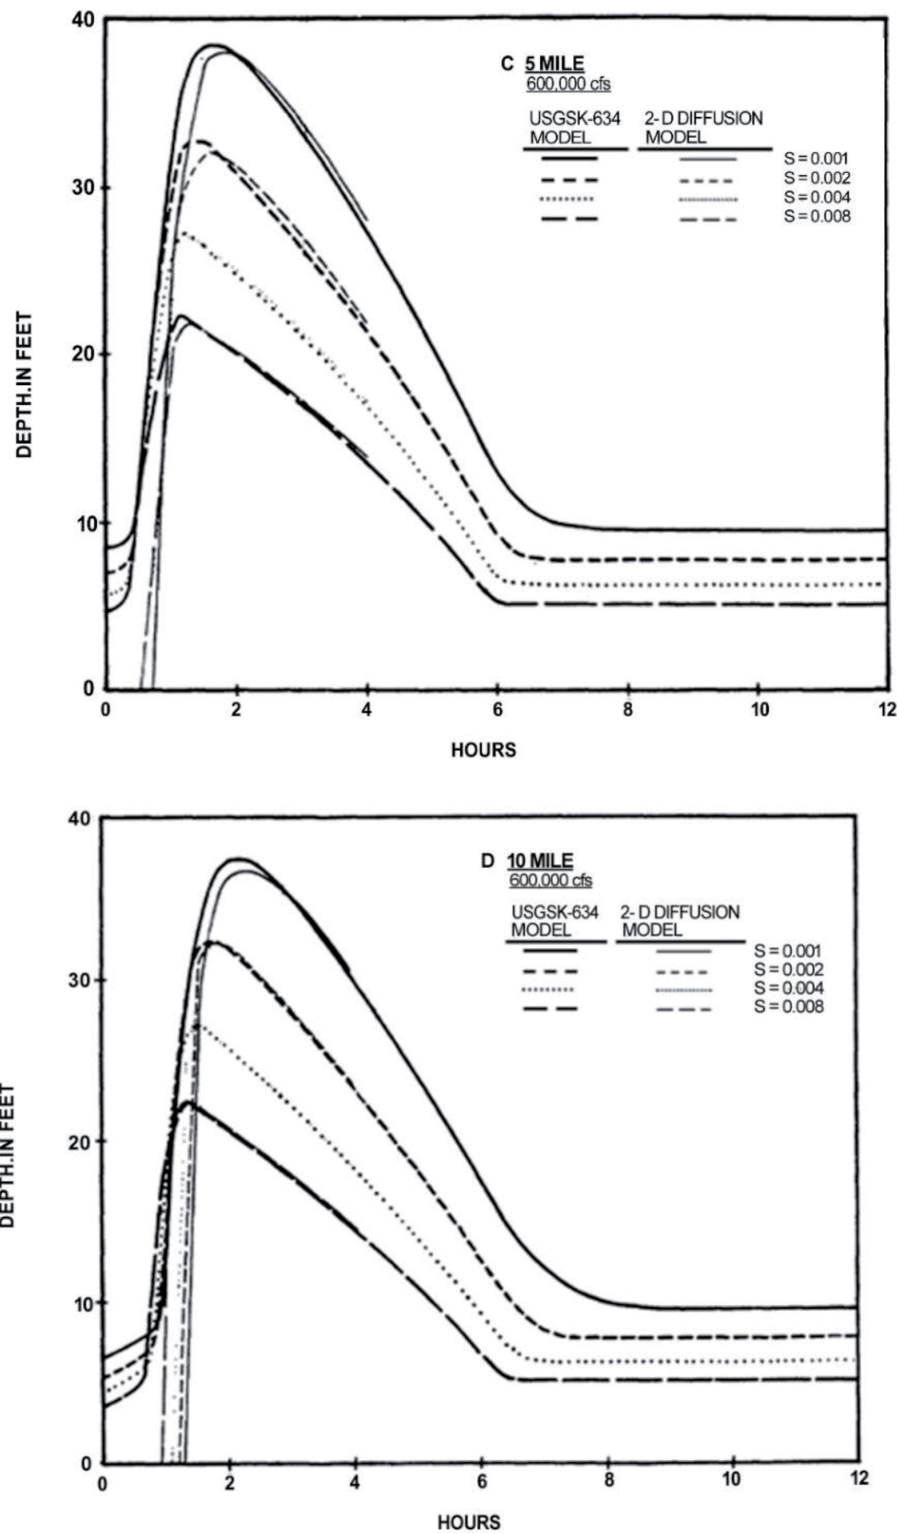 40
C 5 MILE
600,000 cfs
USGSK-634 2-D DIFFUSION
MODEL MODEL
S=0.001
S=0.002
S=0.004
S=0.008
30
20
10
0
DEPTH.IN FEET
0 2 4 6 8 10 12
HOURS
40
D 10 MILE
600,000 cfs
USGSK-634 2-D DIFFUSION
MODEL MODEL
S=0.001
S=0.002
S=0.004
S=0.008
30
20
10
0
DEPTH.IN FEET
0 2 4 6 8 10 12
HOURS